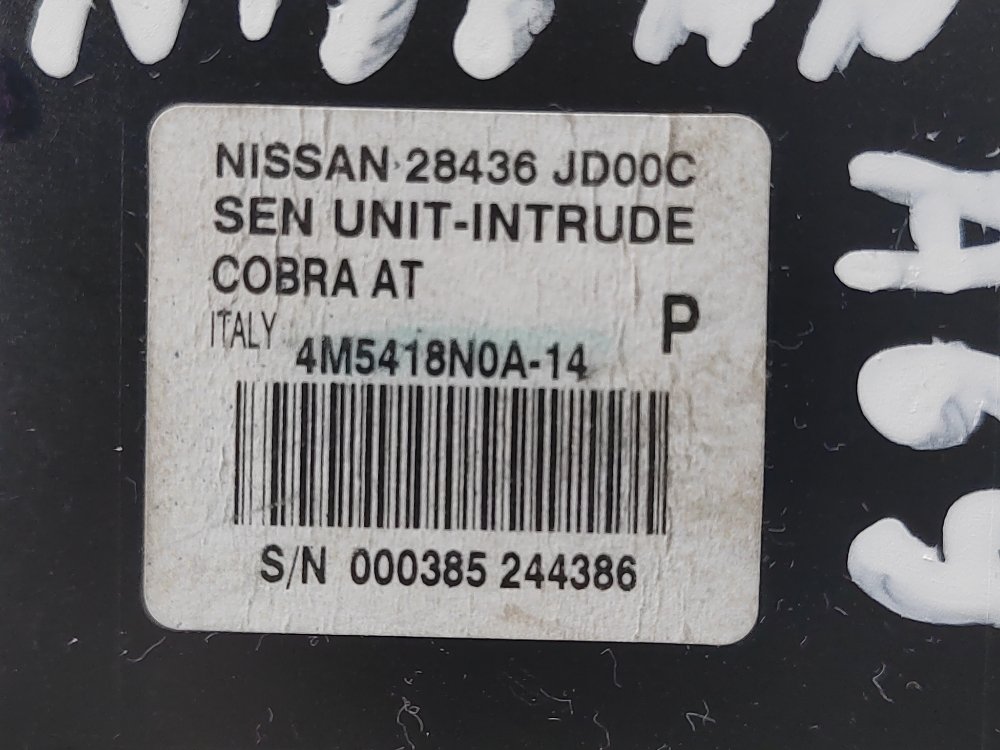 NISSAN 28436 JD00C
SEN UNIT-INTRUDE
COBRA AT
ITALY
P
4M5418N0A-14
S/N 000385 244386